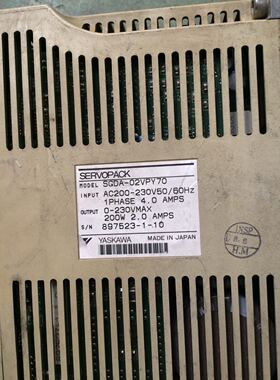 SERVOPACK
MODEL SGDA-02VPY70
INPUT AC200-230V50/60Hz
1PHASE 4.0 AMPS
OUTPUT 0-230VMAX
200W 2.0 AMPS
S/N 897523-1-.10
YASKAWA MADE IN JAPAN
ISSP
H.M